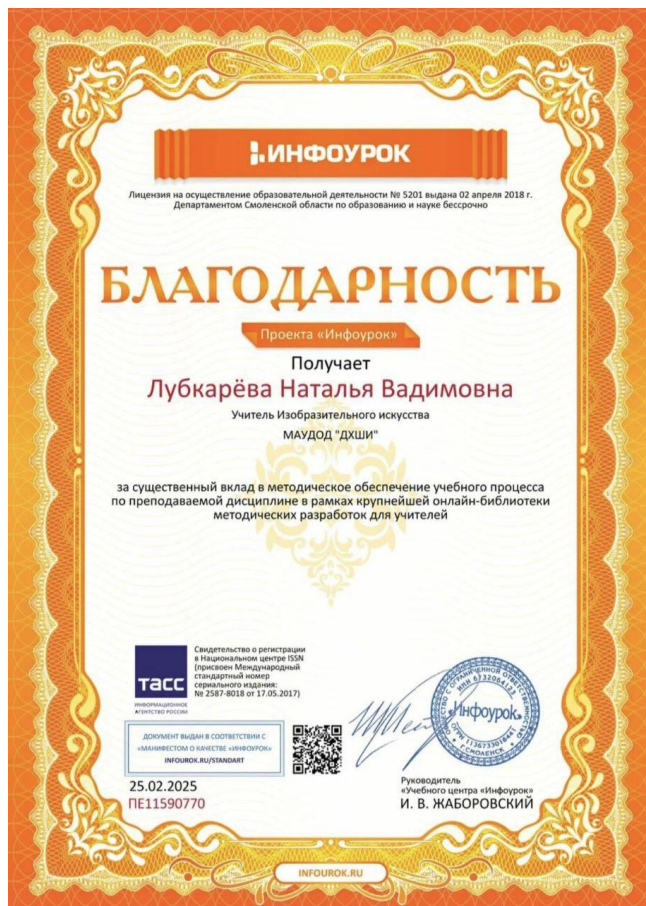 ИНФОУРОК
Лицензия на осуществление образовательной деятельности № 5201 выдана 02 апреля 2018 г.
Департаментом Смоленской области по образованию и науке бессрочно
БЛАГОДАРНОСТЬ
Проекта «Инфоурок»
Получает
Лубкарёва Наталья Вадимовна
Учитель Изобразительного искусства
МАУДОД "ДХШИ"
за существенный вклад в методическое обеспечение учебного процесса
по преподаваемой дисциплине в рамках крупнейшей онлайн-библиотеки
методических разработок для учителей
ТАСС
ИНФОРМАЦИОННОЕ
АГЕНТСТВО РОССИИ
Свидетельство о регистрации
в Национальном центре ISSN
(присвоен Международный
стандартный номер
сериального издания:
№ 2587-8018 от 17.05.2017)
ДОКУМЕНТ ВЫДАН В СООТВЕТСТВИИ С
«МАНИФЕСТОМ О КАЧЕСТВЕ «ИНФОУРОК»
INFOUROK.RU/STANDART
25.02.2025
ПЕ11590770
ОБЩЕСТВО С ОГРАНИЧЕННОЙ ОТВЕТСТВЕННОСТЬЮ
«Инфоурок»
Г. СМОЛЕНСК
Руководитель
«Учебного центра «Инфоурок»
И. В. ЖАБОРОВСКИЙ
INFOUROK.RU